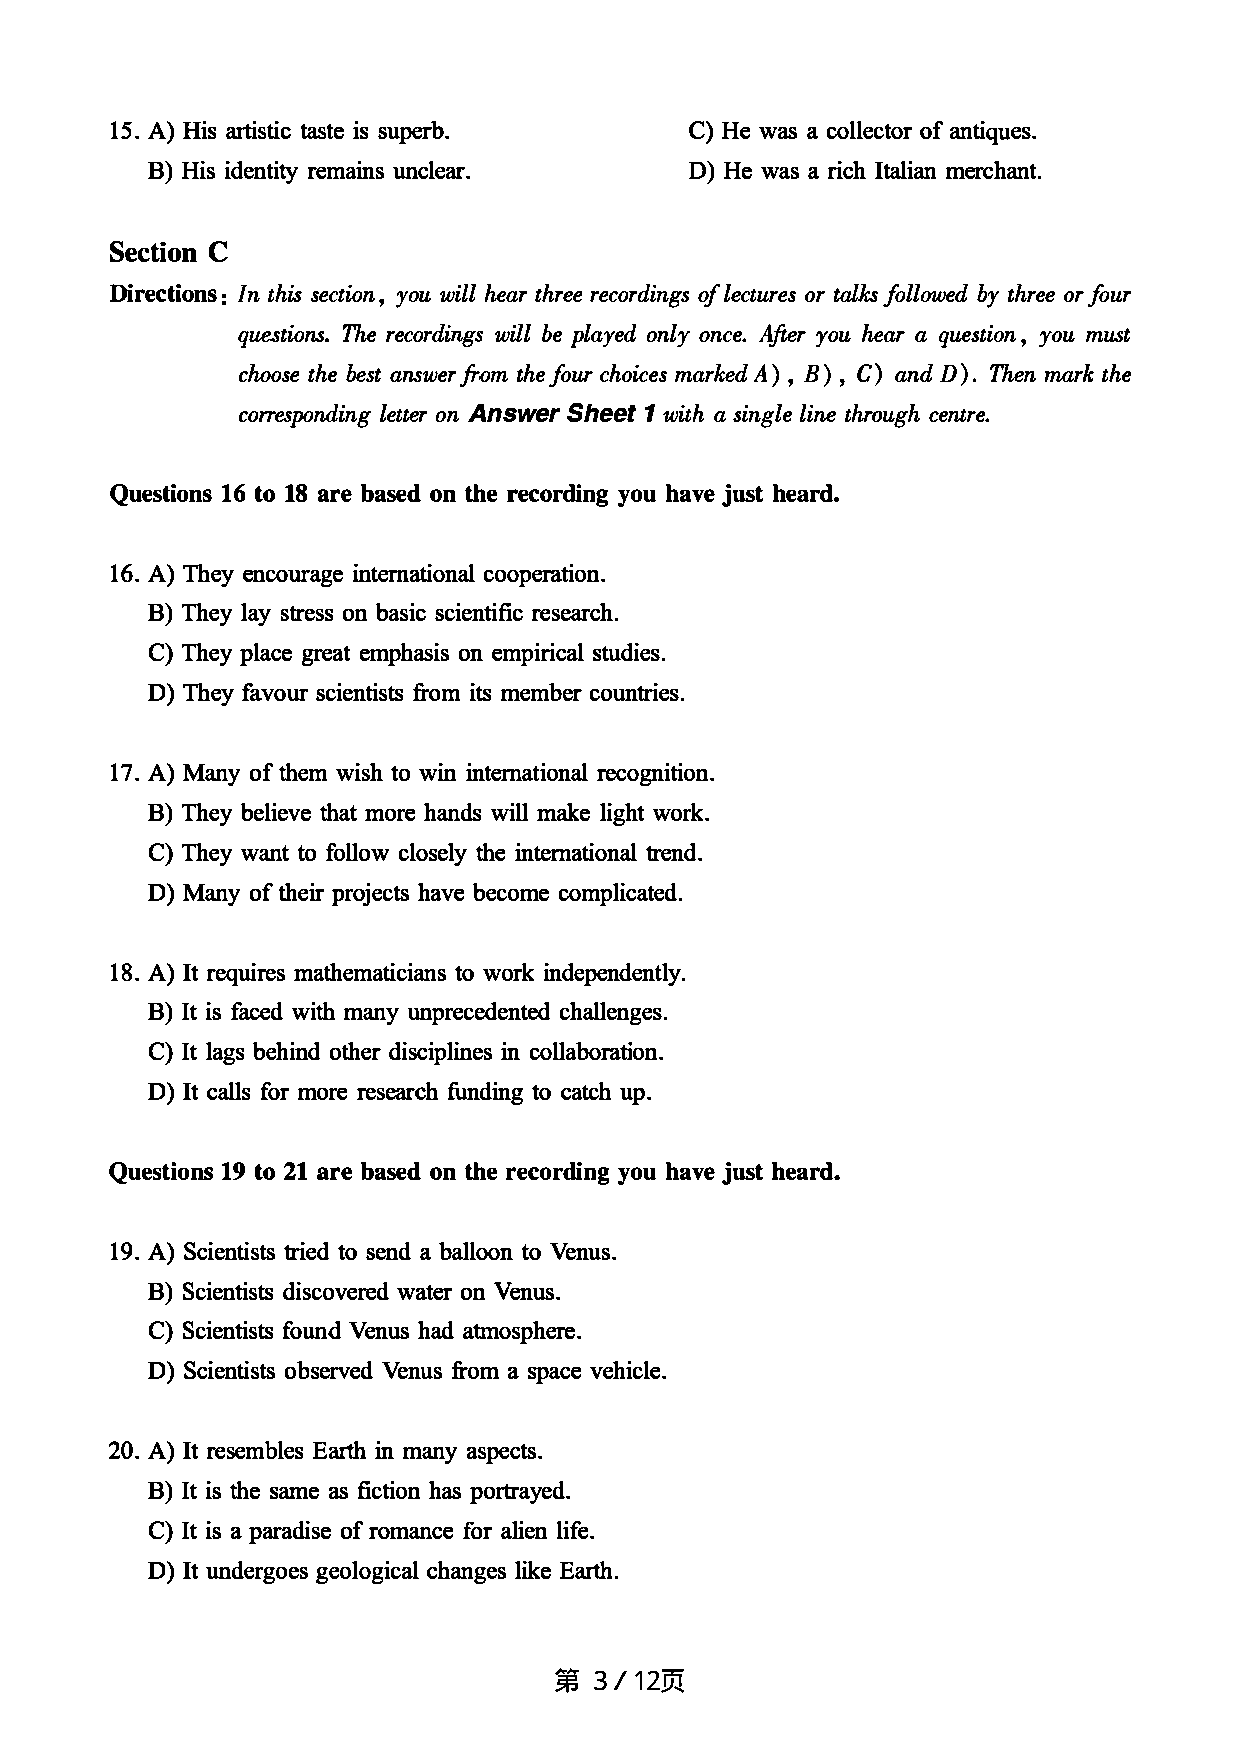 15. A) His artistic taste is superb. C) He was a collector of antiques.
B) His identity remains unclear. D) He was a rich Italian merchant.
Section C
Directions: In this section, you will hear three recordings of lectures or talks followed by three or four
questions. The recordings will be played only once. After you hear a question, you must
choose the best answer from the four choices marked A), B), C) and D). Then mark the
corresponding letter on Answer Sheet 1 with a single line through centre.
Questions 16 to 18 are based on the recording you have just heard.
16. A) They encourage international cooperation.
B) They lay stress on basic scientific research.
C) They place great emphasis on empirical studies.
D) They favour scientists from its member countries.
17. A) Many of them wish to win international recognition.
B) They believe that more hands will make light work.
C) They want to follow closely the international trend.
D) Many of their projects have become complicated.
18. A) It requires mathematicians to work independently.
B) It is faced with many unprecedented challenges.
C) It lags behind other disciplines in collaboration.
D) It calls for more research funding to catch up.
Questions 19 to 21 are based on the recording you have just heard.
19. A) Scientists tried to send a balloon to Venus.
B) Scientists discovered water on Venus.
C) Scientists found Venus had atmosphere.
D) Scientists observed Venus from a space vehicle.
20. A) It resembles Earth in many aspects.
B) It is the same as fiction has portrayed.
C) It is a paradise of romance for alien life.
D) It undergoes geological changes like Earth.
第 3 / 12页